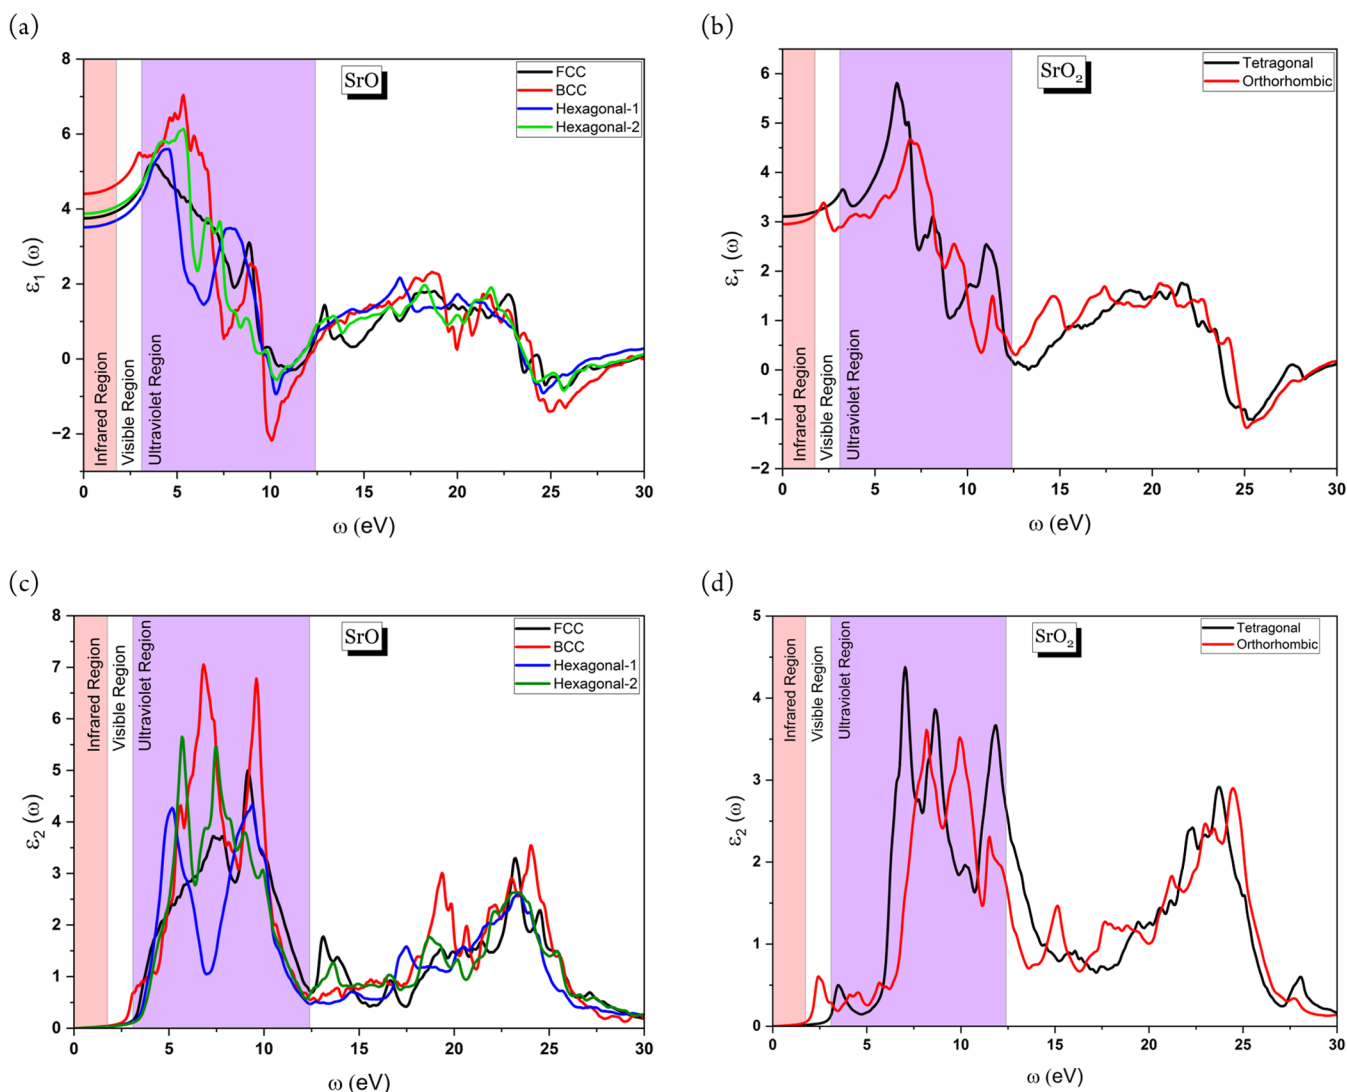 (a)
SrO
FCC
BCC
Hexagonal-1
Hexagonal-2
8
6
4
2
0
−2
ε₁ (ω)
Infrared Region
Visible Region
Ultraviolet Region
0 5 10 15 20 25 30
ω (eV)
(b)
SrO₂
Tetragonal
Orthorhombic
6
5
4
3
2
1
0
−1
−2
ε₁ (ω)
Infrared Region
Visible Region
Ultraviolet Region
0 5 10 15 20 25 30
ω (eV)
(c)
SrO
FCC
BCC
Hexagonal-1
Hexagonal-2
8
7
6
5
4
3
2
1
0
ε₂ (ω)
Infrared Region
Visible Region
Ultraviolet Region
0 5 10 15 20 25 30
ω (eV)
(d)
SrO₂
Tetragonal
Orthorhombic
5
4
3
2
1
0
ε₂ (ω)
Infrared Region
Visible Region
Ultraviolet Region
0 5 10 15 20 25 30
ω (eV)